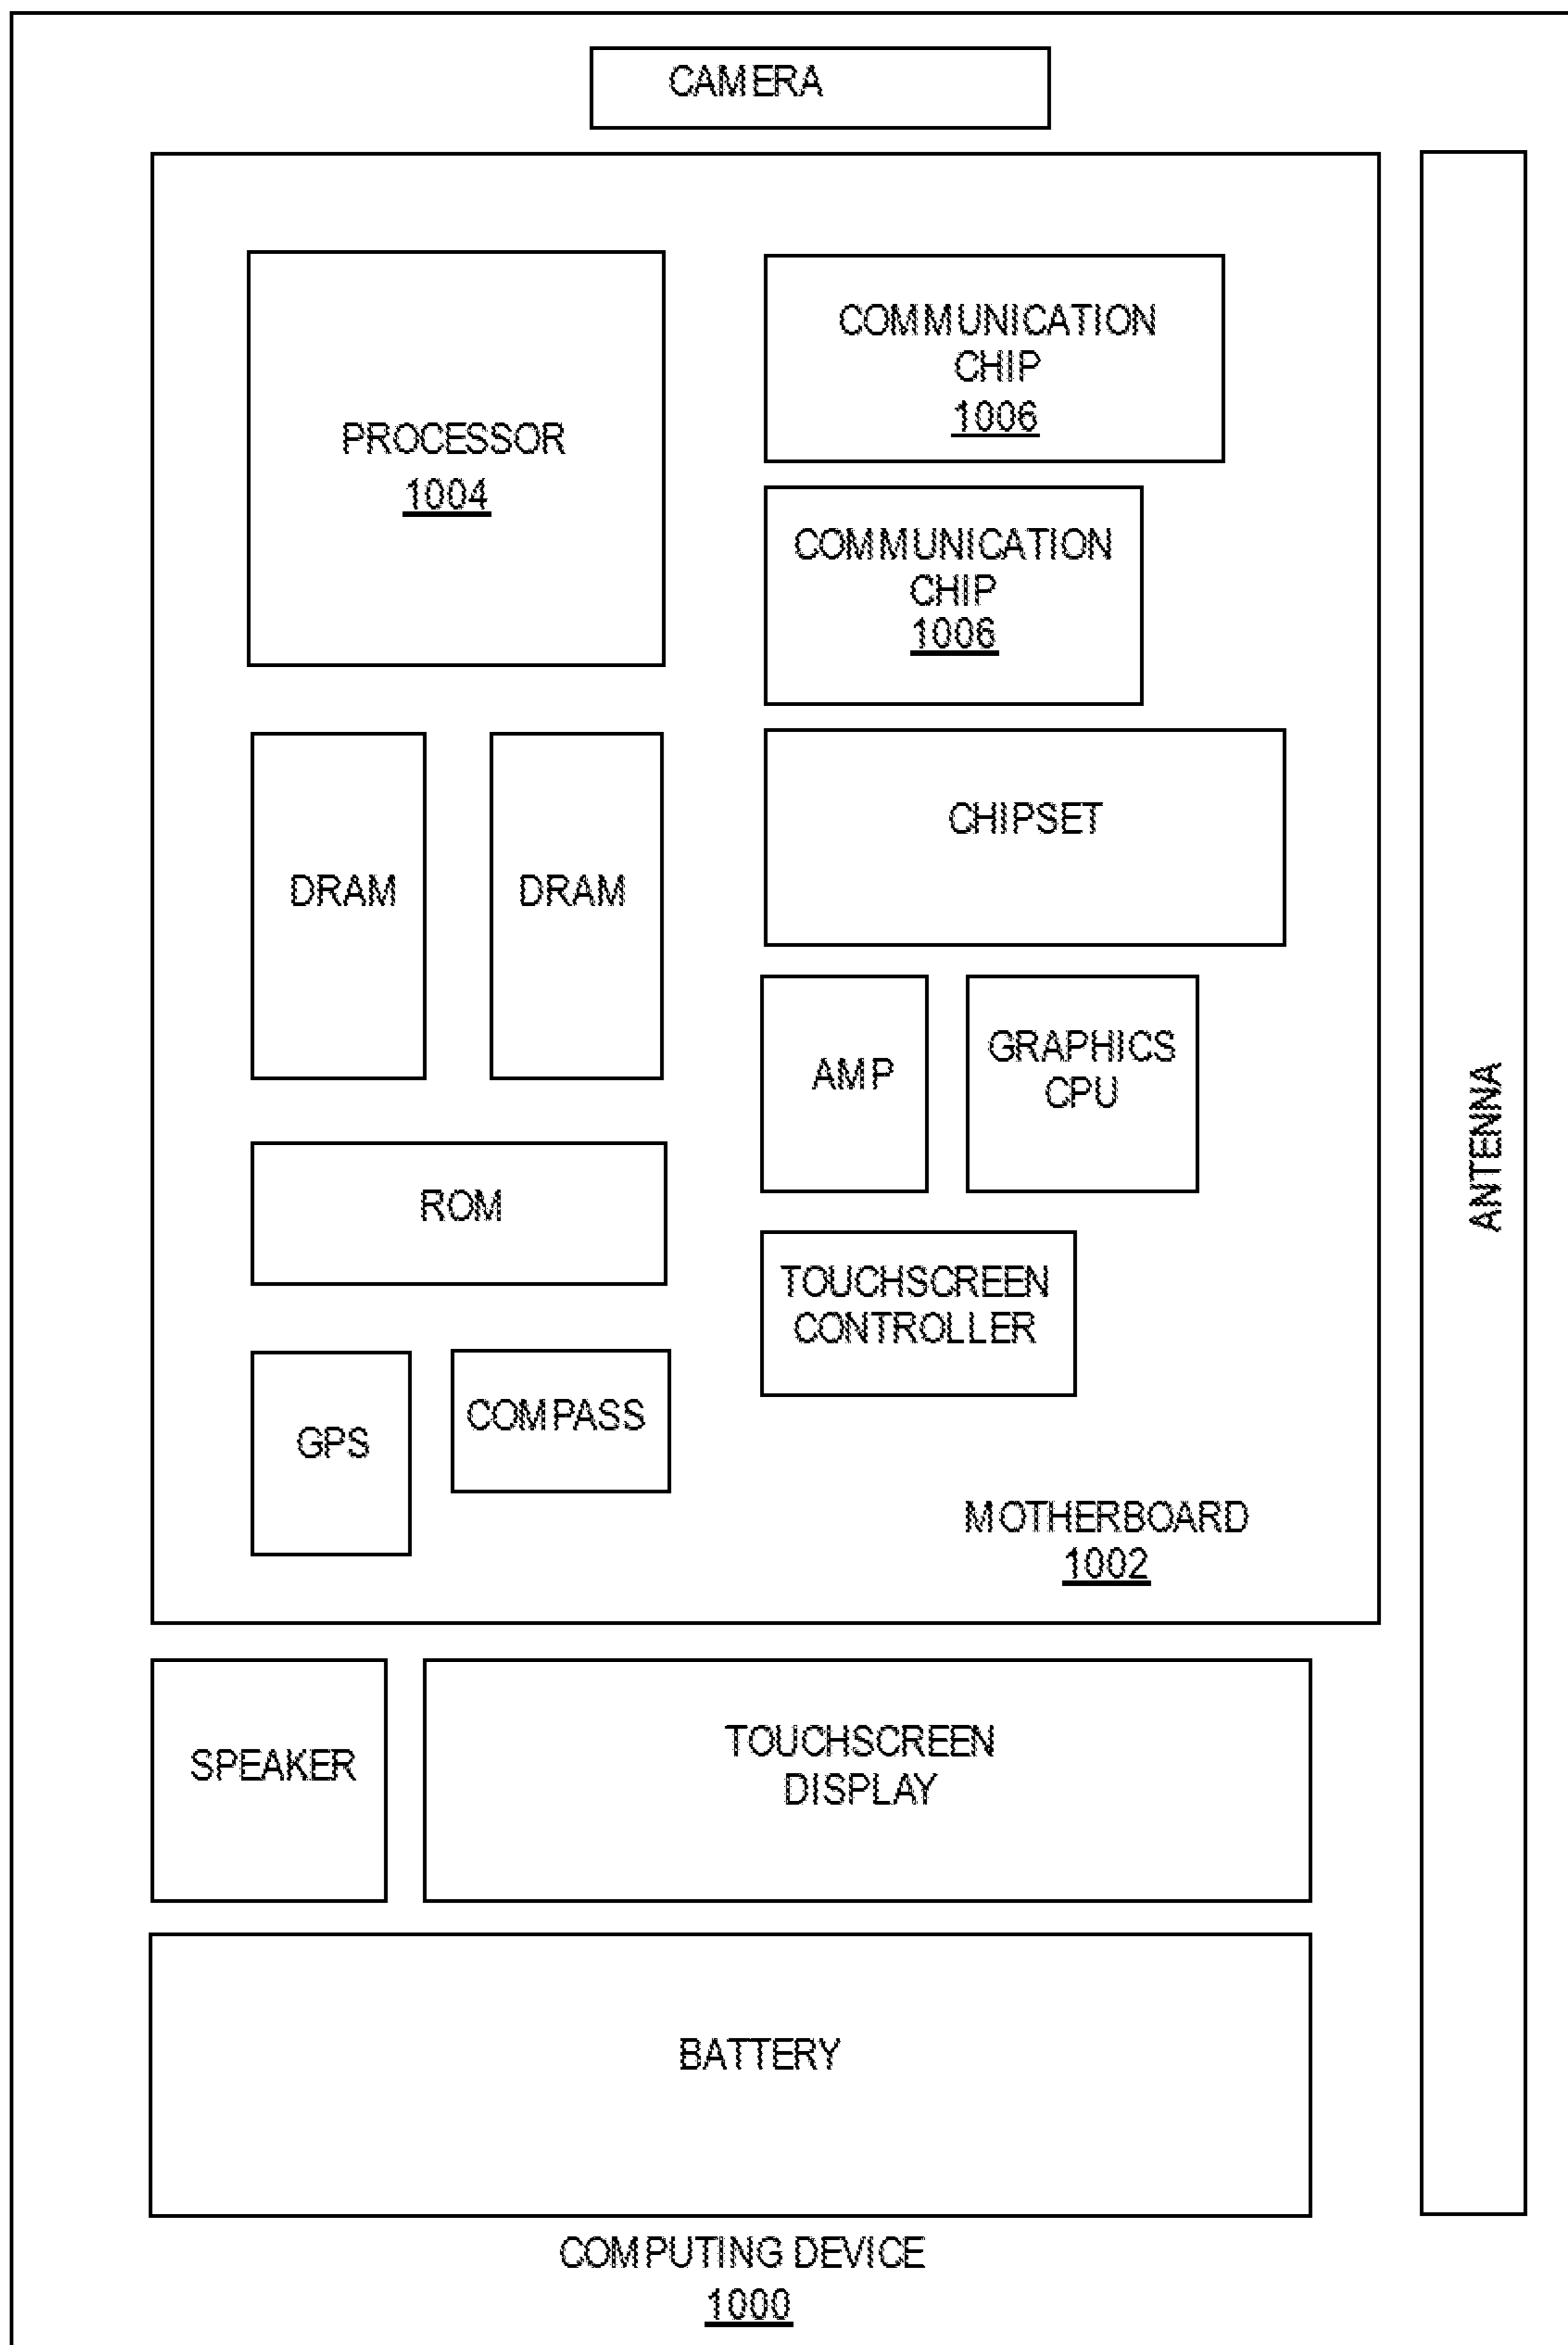 CAMERA
PROCESSOR
1004
COMMUNICATION
CHIP
1006
COMMUNICATION
CHIP
1006
DRAM
DRAM
CHIPSET
AMP
GRAPHICS
CPU
ROM
TOUCHSCREEN
CONTROLLER
GPS
COMPASS
MOTHERBOARD
1002
ANTENNA
SPEAKER
TOUCHSCREEN
DISPLAY
BATTERY
COMPUTING DEVICE
1000